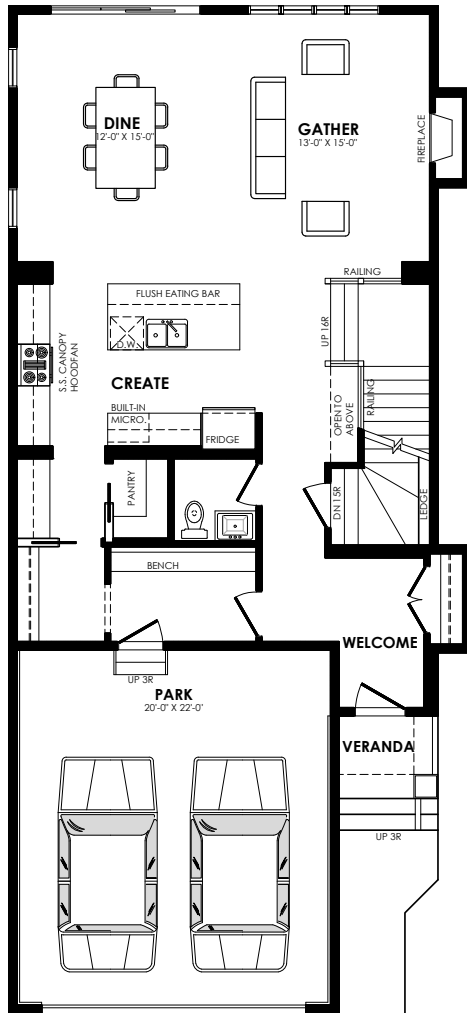 DINE
12'-0" X 15'-0"
GATHER
13'-0" X 15'-0"
FIREPLACE
RAILING
FLUSH EATING BAR
D.W.
UP 16R
S.S. CANOPY
HOODFAN
CREATE
RAILING
OPEN TO
ABOVE
BUILT-IN
MICRO.
FRIDGE
PANTRY
DN 15R
LEDGE
BENCH
WELCOME
UP 3R
PARK
20'-0" X 22'-0"
VERANDA
UP 3R